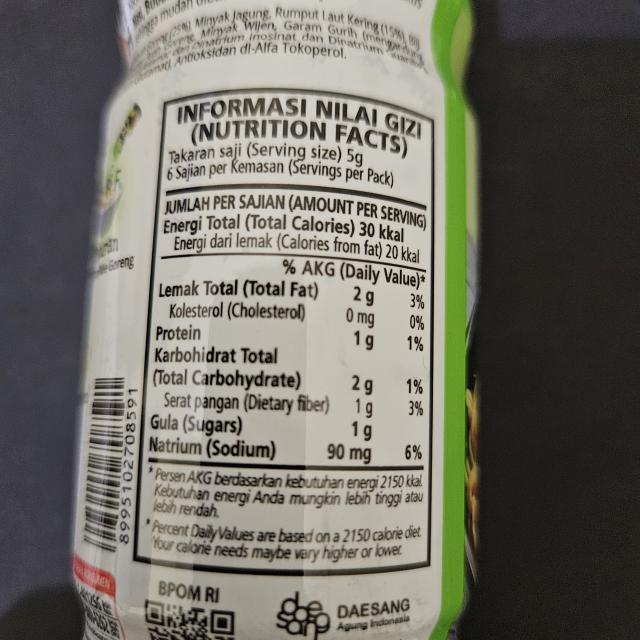 Minyak Jagung, Rumput Laut Kering (15%),
(25%), Minyak Wijen, Garam Gurih
Dinatrium Inosinat dan Dinatrium
Antioksidan dl-Alfa Tokoperol.
INFORMASI NILAI GIZI
(NUTRITION FACTS)
Takaran saji (Serving size) 5g
6 Sajian per Kemasan (Servings per Pack)
JUMLAH PER SAJIAN (AMOUNT PER SERVING)
Energi Total (Total Calories) 30 kkal
Energi dari lemak (Calories from fat) 20 kkal
% AKG (Daily Value)*
Lemak Total (Total Fat) 2 g 3%
Kolesterol (Cholesterol) 0 mg 0%
Protein 1 g 1%
Karbohidrat Total
(Total Carbohydrate) 2 g 1%
Serat pangan (Dietary fiber) 1 g 3%
Gula (Sugars) 1 g
Natrium (Sodium) 90 mg 6%
* Persen AKG berdasarkan kebutuhan energi 2150 kkal.
Kebutuhan energi Anda mungkin lebih tinggi atau
lebih rendah.
* Percent Daily Values are based on a 2150 calorie diet.
Your calorie needs maybe vary higher or lower.
Goreng
8995102708591
BPOM RI
daesang
DAESANG
Agung Indonesia